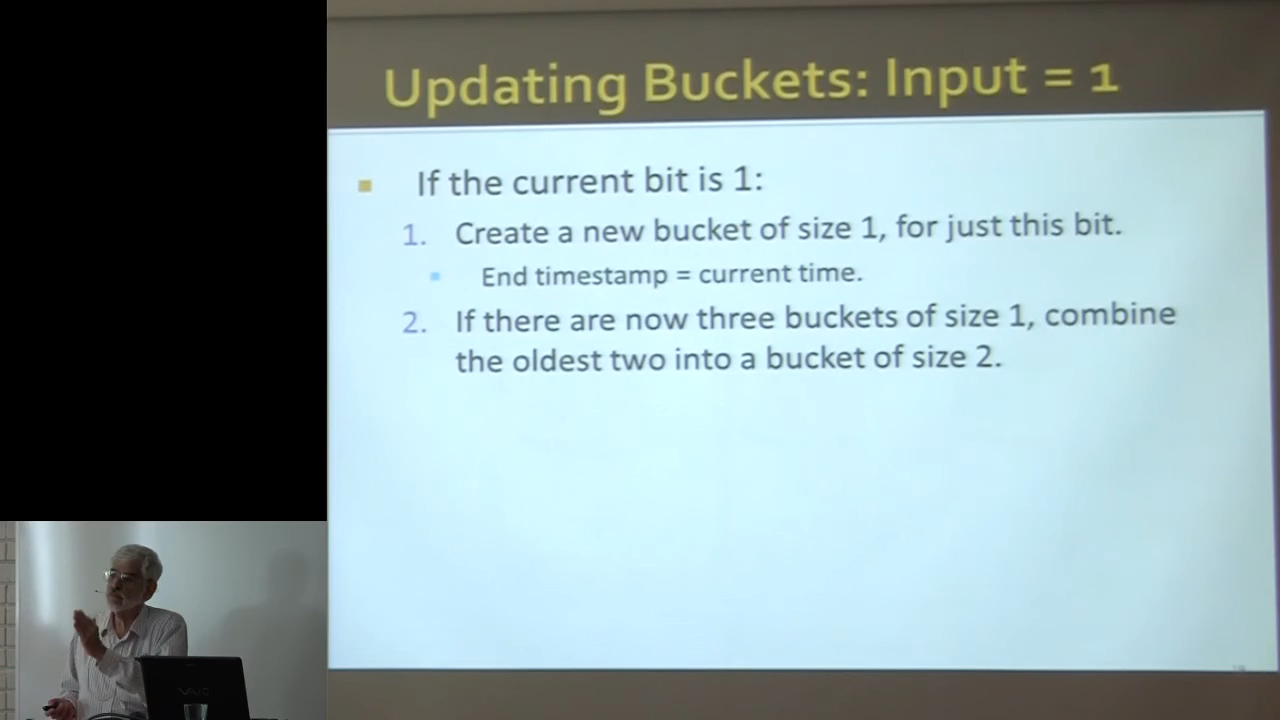 Updating Buckets: Input = 1
If the current bit is 1:
1. Create a new bucket of size 1, for just this bit.
End timestamp = current time.
2. If there are now three buckets of size 1, combine
the oldest two into a bucket of size 2.
VAIO